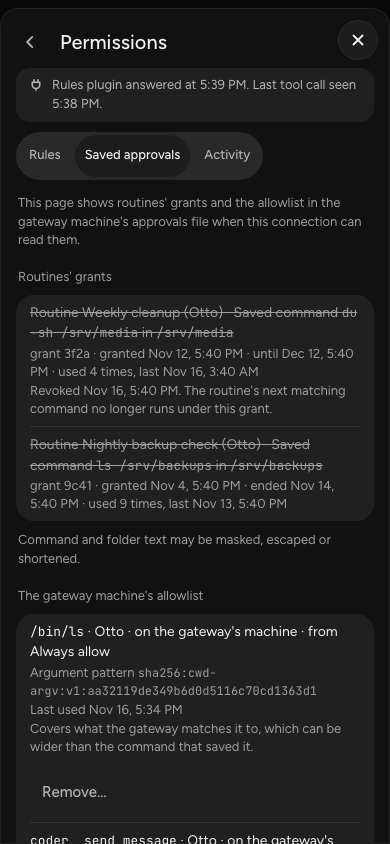 Permissions
Rules plugin answered at 5:39 PM. Last tool call seen
5:38 PM.
Rules Saved approvals Activity
This page shows routines' grants and the allowlist in the
gateway machine's approvals file when this connection can
read them.
Routines' grants
Routine Weekly cleanup (Otto) · Saved command du
-sh /srv/media in /srv/media
grant 3f2a · granted Nov 12, 5:40 PM · until Dec 12, 5:40
PM · used 4 times, last Nov 16, 3:40 AM
Revoked Nov 16, 5:40 PM. The routine's next matching
command no longer runs under this grant.
Routine Nightly backup check (Otto) · Saved
command ls /srv/backups in /srv/backups
grant 9c41 · granted Nov 4, 5:40 PM · ended Nov 14,
5:40 PM · used 9 times, last Nov 13, 5:40 PM
Command and folder text may be masked, escaped or
shortened.
The gateway machine's allowlist
/bin/ls · Otto · on the gateway's machine · from
Always allow
Argument pattern sha256:cwd-
argv:v1:aa32119de349b6d0d5116c70cd1363d1
Last used Nov 16, 5:34 PM
Covers what the gateway matches it to, which can be
wider than the command that saved it.
Remove...
coder send message · Otto · on the gateway's